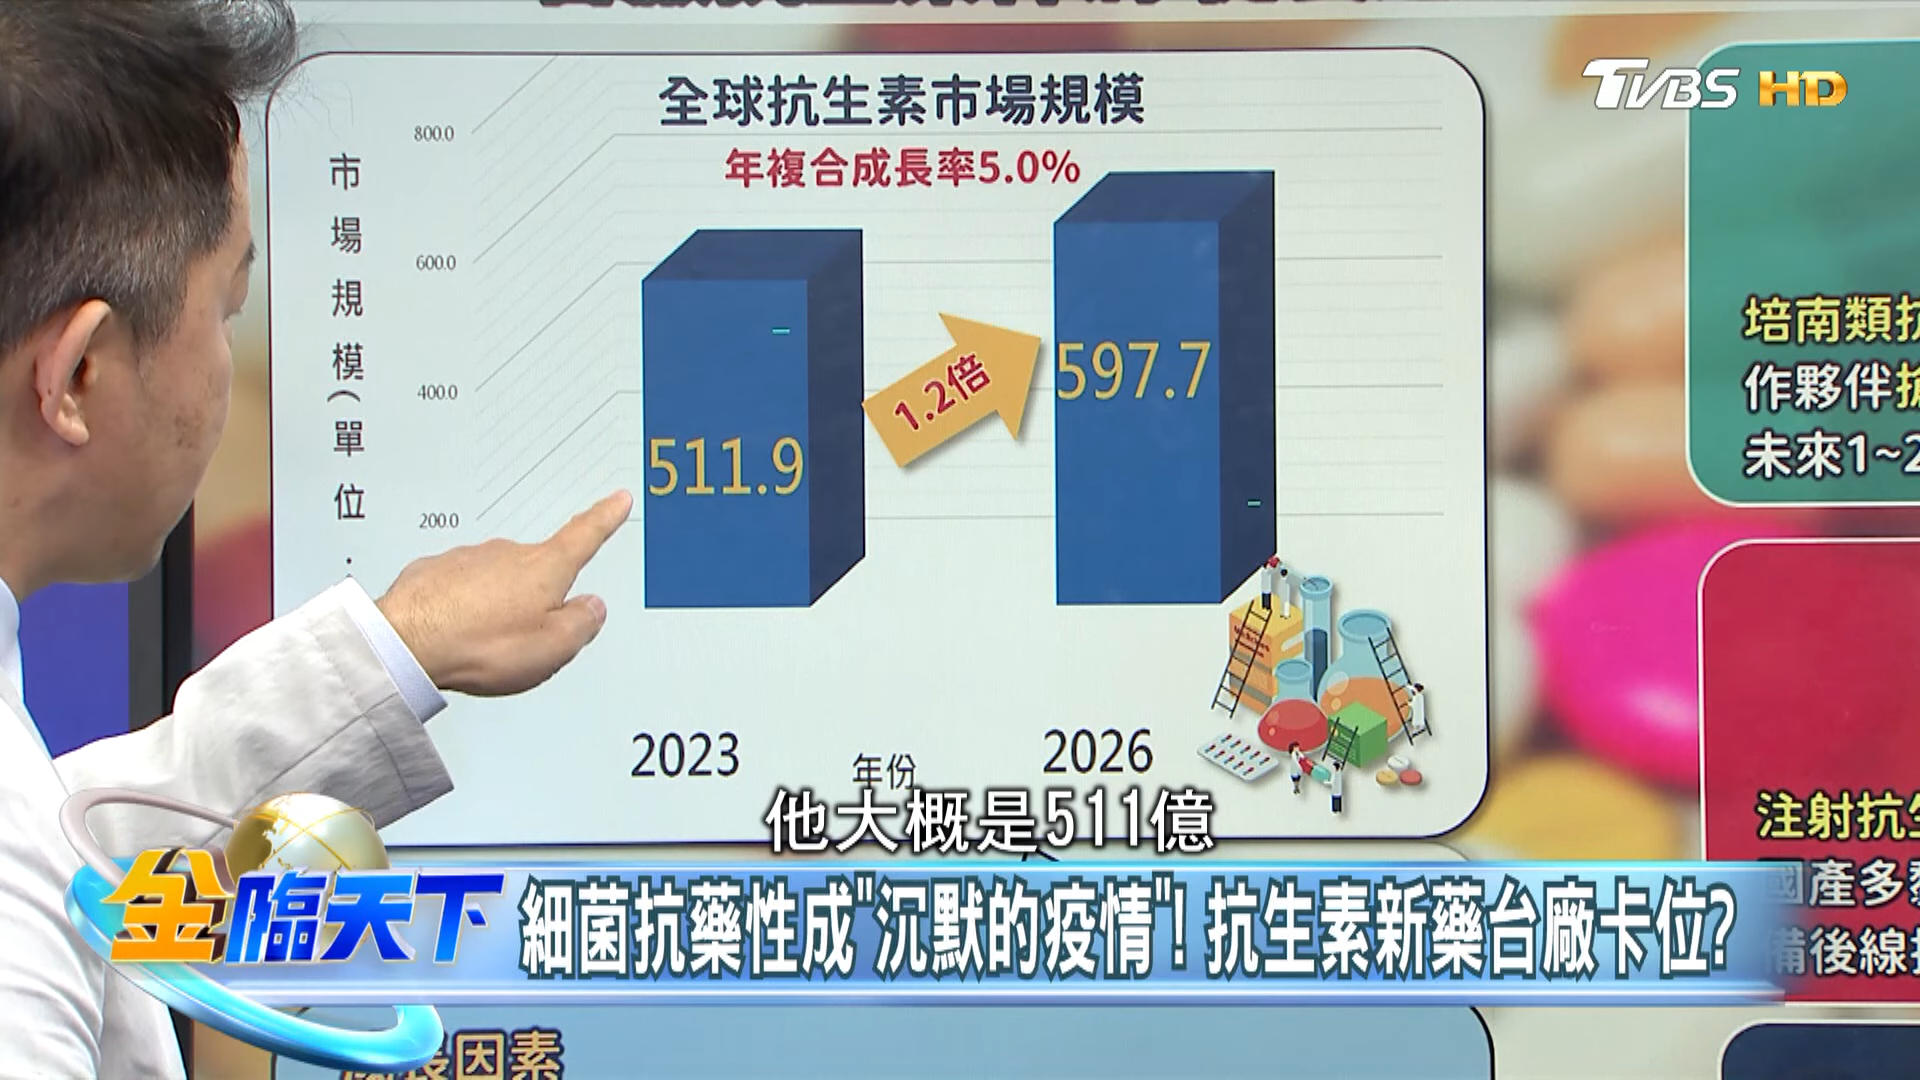 TVBS HD
全球抗生素市場規模
年複合成長率5.0%
市場規模(單位:
800.0
600.0
400.0
200.0
511.9
1.2倍
597.7
2023
年份
2026
培南類抗
作夥伴搶
未來1~2
注射抗生
國產多黏
備後線抗
他大概是511億
金臨天下
細菌抗藥性成"沉默的疫情"! 抗生素新藥台廠卡位?
成長因素